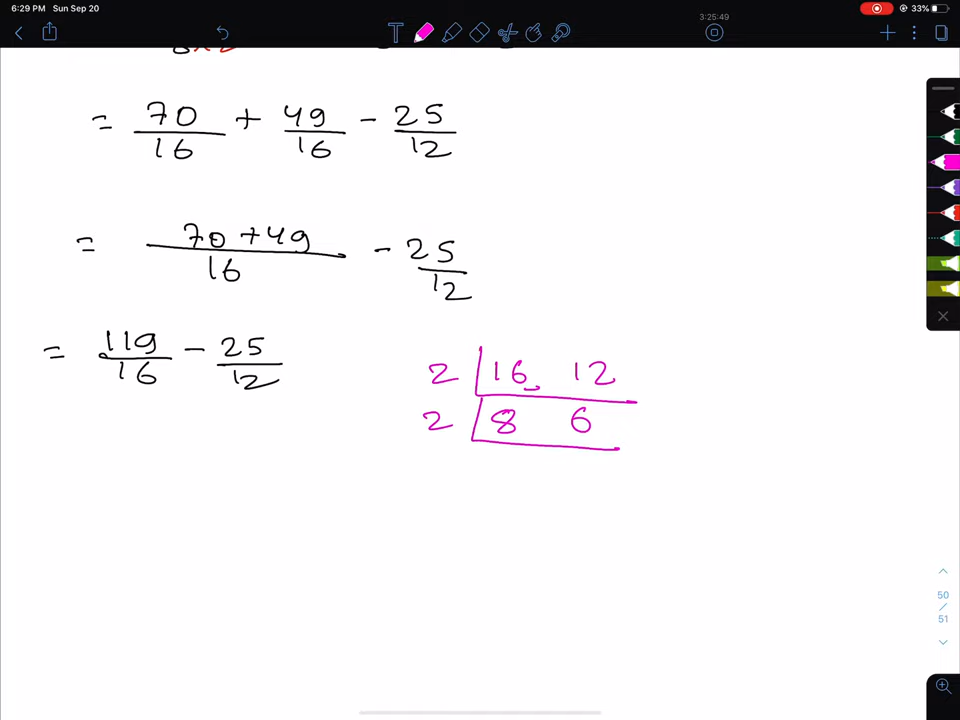 6:29 PM Sun Sep 20
33%
3:25:49
= 70/16 + 49/16 - 25/12
= 70+49/16 - 25/12
= 119/16 - 25/12
2 | 16 12
2 | 8 6
50
/
51